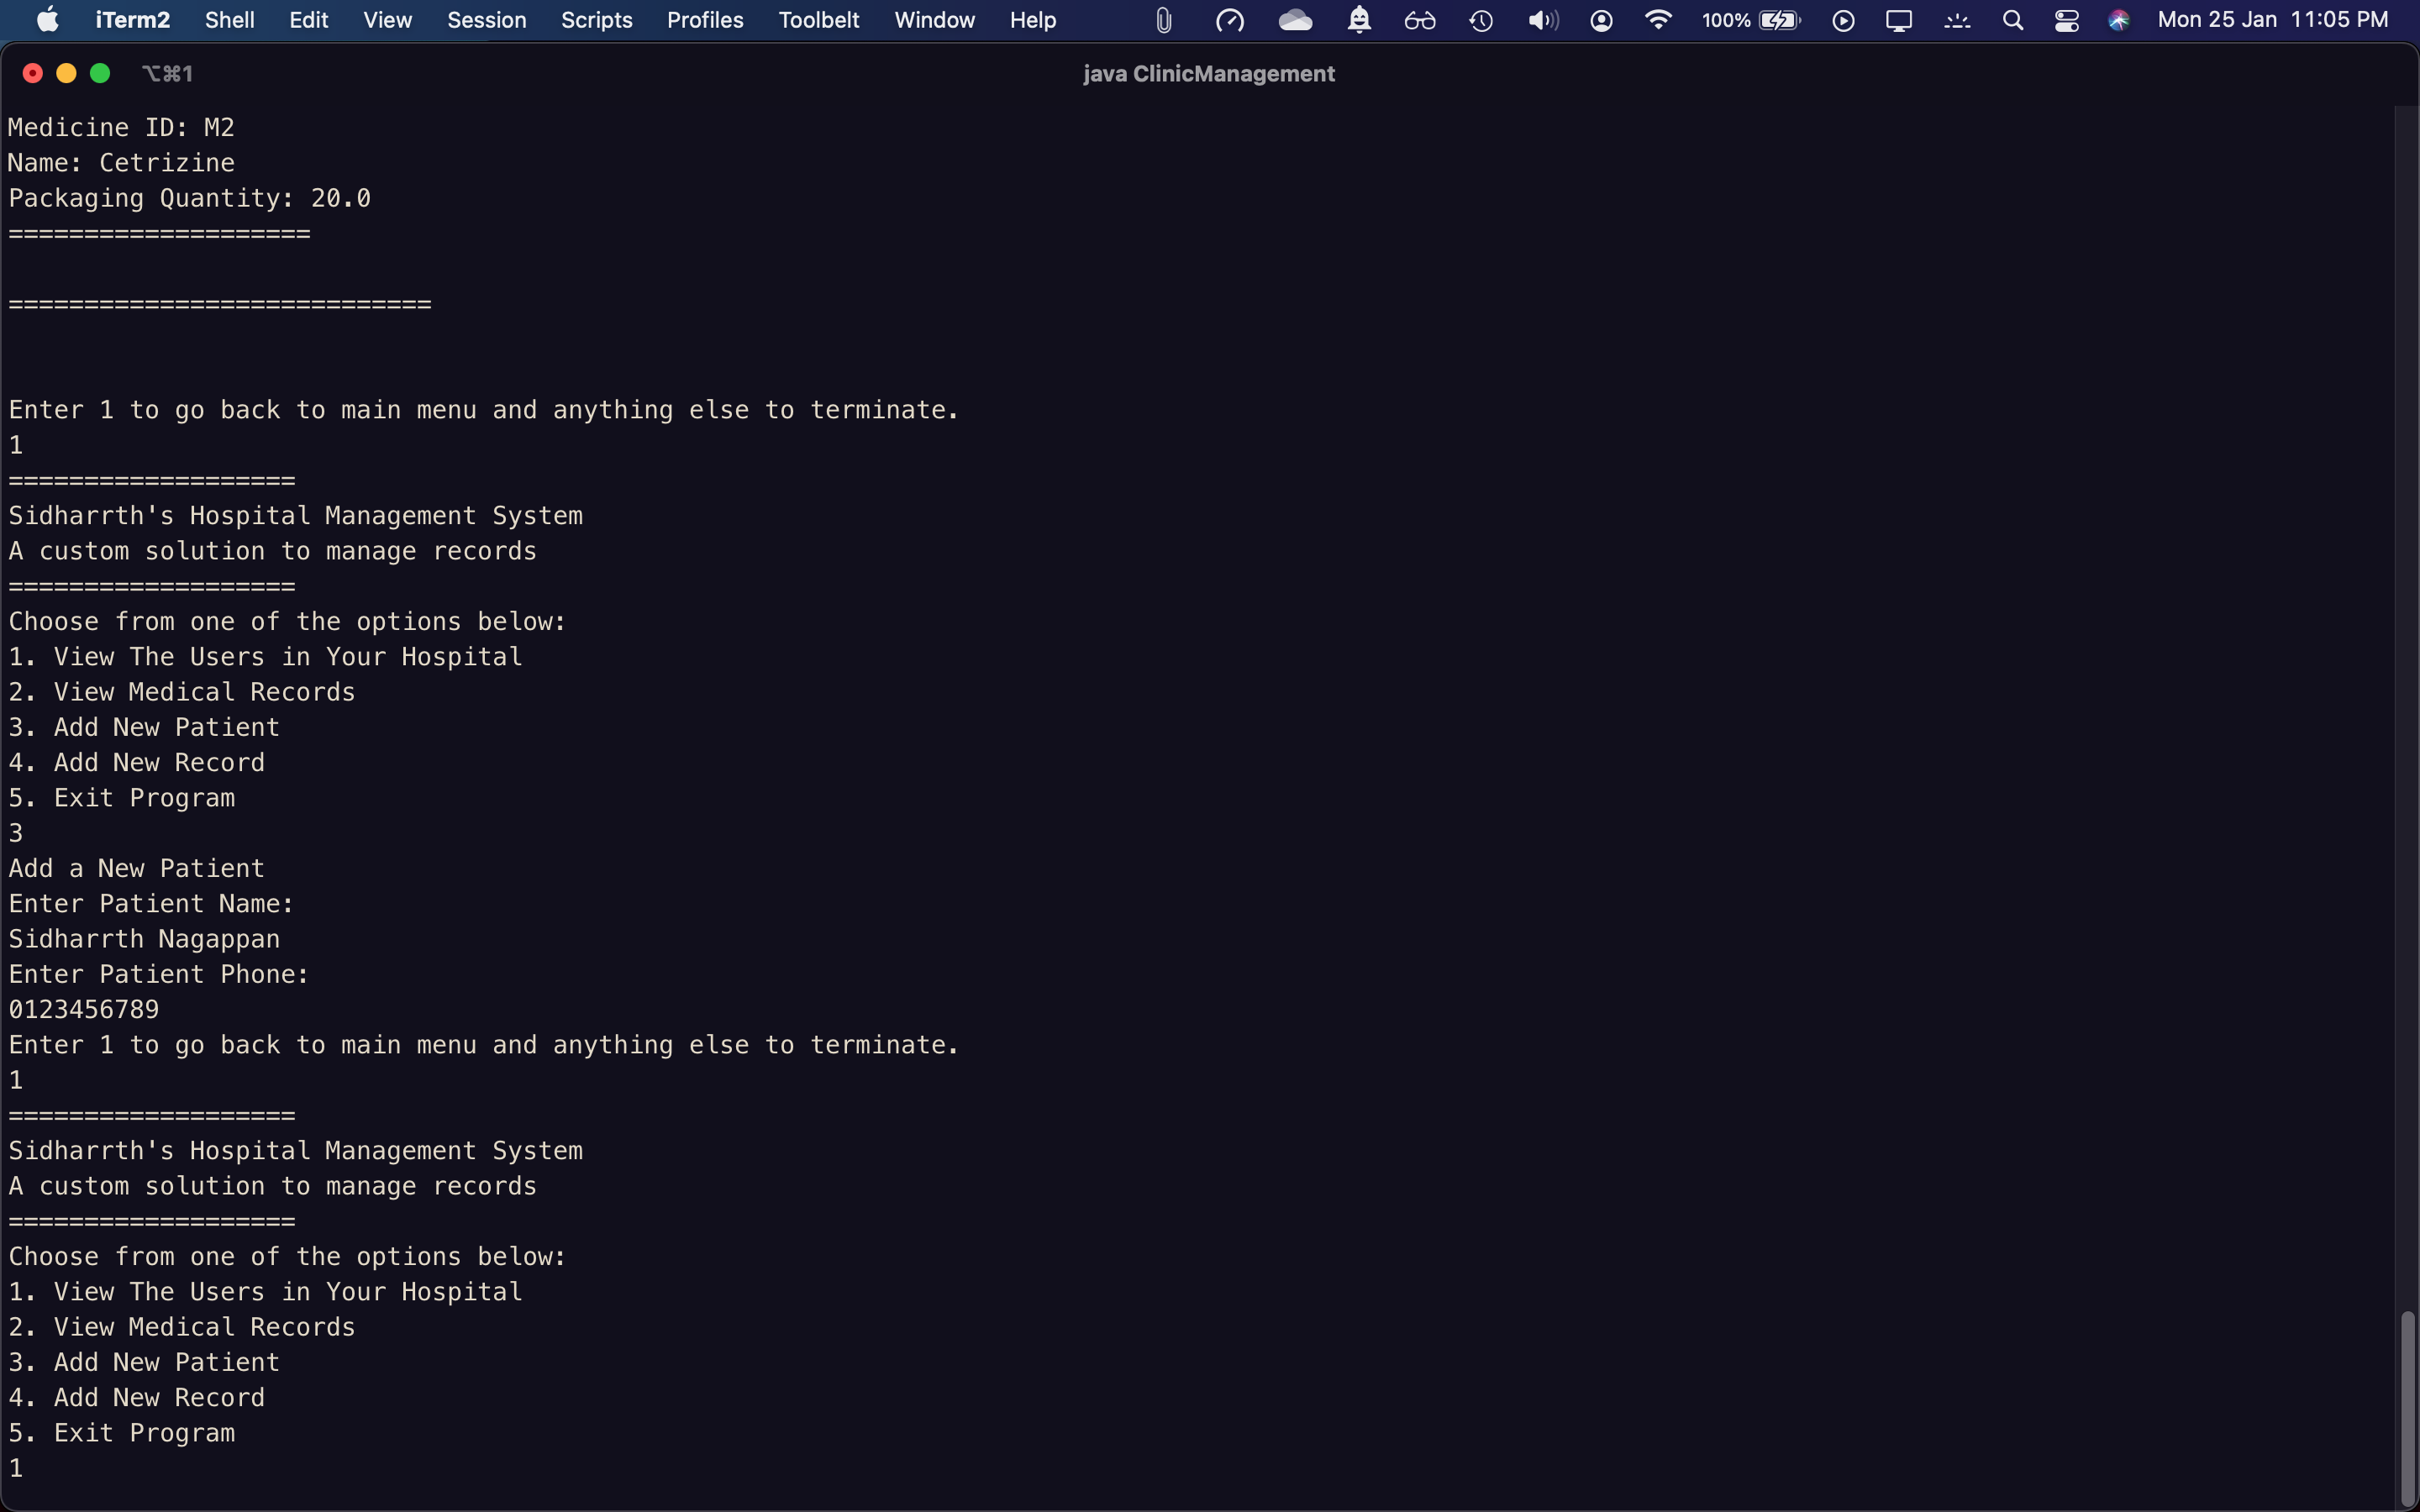 iTerm2 Shell Edit View Session Scripts Profiles Toolbelt Window Help 100% Mon 25 Jan 11:05 PM
⌥⌘1 java ClinicManagement
Medicine ID: M2
Name: Cetrizine
Packaging Quantity: 20.0
====================
============================
Enter 1 to go back to main menu and anything else to terminate.
1
===================
Sidharrth's Hospital Management System
A custom solution to manage records
===================
Choose from one of the options below:
1. View The Users in Your Hospital
2. View Medical Records
3. Add New Patient
4. Add New Record
5. Exit Program
3
Add a New Patient
Enter Patient Name:
Sidharrth Nagappan
Enter Patient Phone:
0123456789
Enter 1 to go back to main menu and anything else to terminate.
1
===================
Sidharrth's Hospital Management System
A custom solution to manage records
===================
Choose from one of the options below:
1. View The Users in Your Hospital
2. View Medical Records
3. Add New Patient
4. Add New Record
5. Exit Program
1